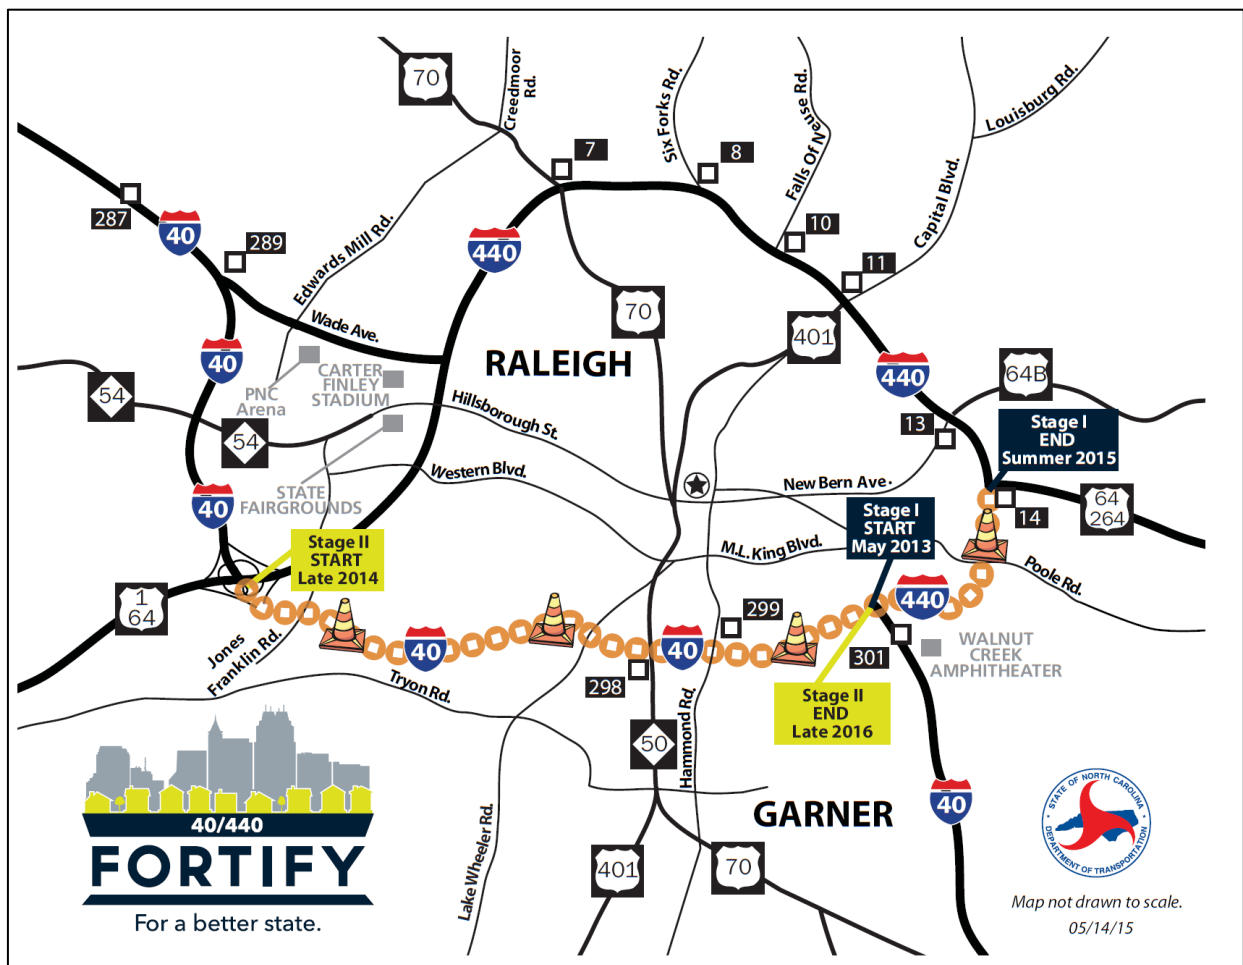 70
Creedmoor
Rd.
Six Forks Rd.
Falls Of Neuse Rd.
Louisburg Rd.
Capital Blvd.
7
8
10
11
287
40
289
440
Edwards Mill Rd.
Wade Ave.
40
70
401
440
64B
RALEIGH
PNC
Arena
CARTER
FINLEY
STADIUM
54
54
Hillsborough St.
13
Stage I
END
Summer 2015
Western Blvd.
STATE
FAIRGROUNDS
40
New Bern Ave.
14
64
264
Stage I
START
May 2013
Stage II
START
Late 2014
M.L. King Blvd.
Poole Rd.
1
64
440
299
Jones
Franklin Rd.
40
40
301
WALNUT
CREEK
AMPHITHEATER
298
Tryon Rd.
Hammond Rd.
Stage II
END
Late 2016
50
40
GARNER
Lake Wheeler Rd.
401
70
40/440
FORTIFY
For a better state.
STATE OF NORTH CAROLINA
DEPARTMENT OF TRANSPORTATION
Map not drawn to scale.
05/14/15